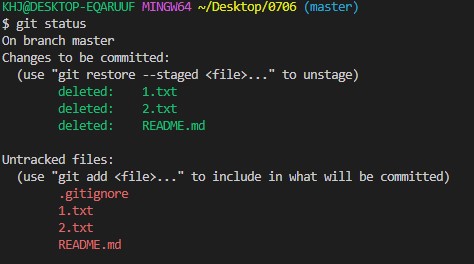 KHJ@DESKTOP-EQARUUF MINGW64 ~/Desktop/0706 (master)
$ git status
On branch master
Changes to be committed:
  (use "git restore --staged <file>..." to unstage)
        deleted:    1.txt
        deleted:    2.txt
        deleted:    README.md

Untracked files:
  (use "git add <file>..." to include in what will be committed)
        .gitignore
        1.txt
        2.txt
        README.md